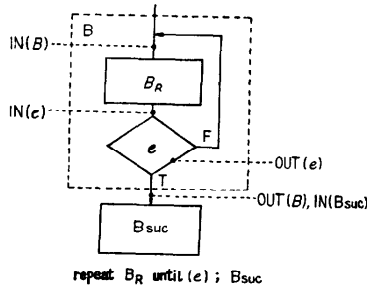 B
IN(B)
B_R
IN(e)
e
F
OUT(e)
T
OUT(B), IN(Bsuc)
Bsuc
repeat B_R until (e) ; Bsuc